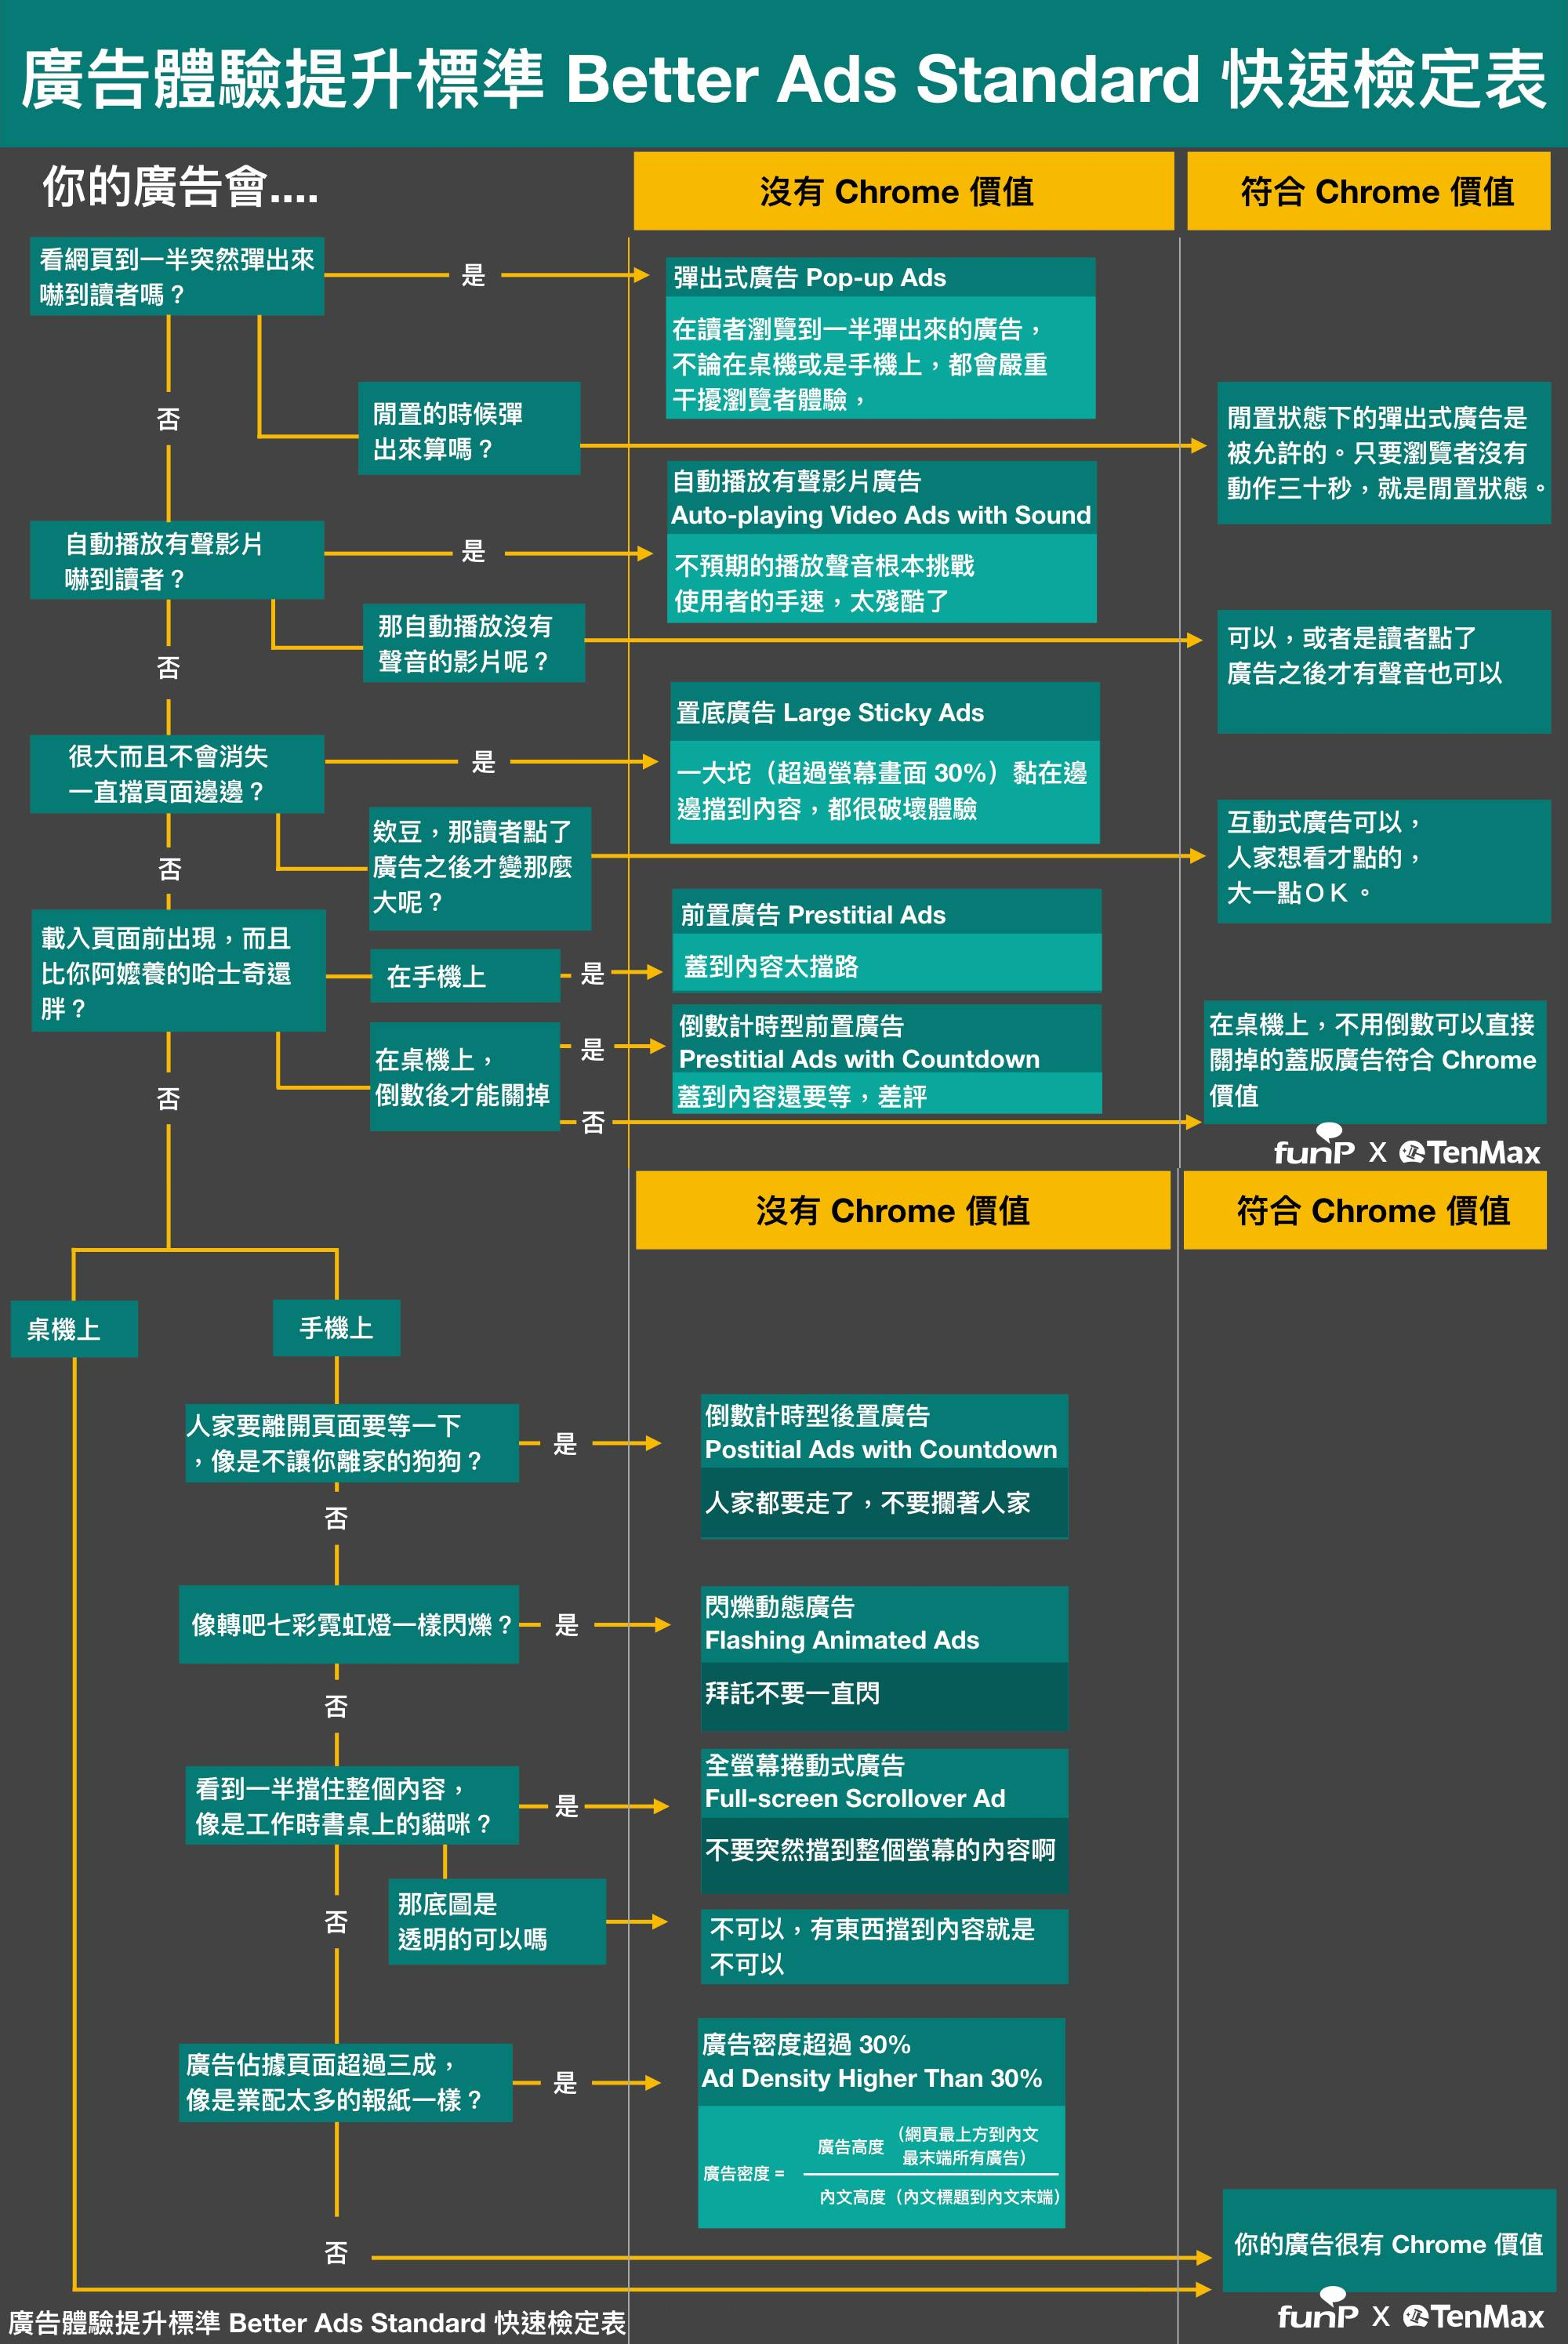 廣告體驗提升標準 Better Ads Standard 快速檢定表
你的廣告會....
沒有 Chrome 價值
符合 Chrome 價值
看網頁到一半突然彈出來
嚇到讀者嗎？
是
彈出式廣告 Pop-up Ads
在讀者瀏覽到一半彈出來的廣告，
不論在桌機或是手機上，都會嚴重
干擾瀏覽者體驗，
否
閒置的時候彈
出來算嗎？
閒置狀態下的彈出式廣告是
被允許的。只要瀏覽者沒有
動作三十秒，就是閒置狀態。
自動播放有聲影片
嚇到讀者？
是
自動播放有聲影片廣告
Auto-playing Video Ads with Sound
不預期的播放聲音根本挑戰
使用者的手速，太殘酷了
否
那自動播放沒有
聲音的影片呢？
可以，或者是讀者點了
廣告之後才有聲音也可以
很大而且不會消失
一直擋頁面邊邊？
是
置底廣告 Large Sticky Ads
一大坨（超過螢幕畫面 30%）黏在邊
邊擋到內容，都很破壞體驗
否
欸豆，那讀者點了
廣告之後才變那麼
大呢？
互動式廣告可以，
人家想看才點的，
大一點ＯＫ。
載入頁面前出現，而且
比你阿嬤養的哈士奇還
胖？
在手機上
是
前置廣告 Prestitial Ads
蓋到內容太擋路
在桌機上，
倒數後才能關掉
是
倒數計時型前置廣告
Prestitial Ads with Countdown
蓋到內容還要等，差評
否
在桌機上，不用倒數可以直接
關掉的蓋版廣告符合 Chrome
價值
否
funP X TenMax
沒有 Chrome 價值
符合 Chrome 價值
桌機上
手機上
人家要離開頁面要等一下
，像是不讓你離家的狗狗？
是
倒數計時型後置廣告
Postitial Ads with Countdown
人家都要走了，不要攔著人家
否
像轉吧七彩霓虹燈一樣閃爍？
是
閃爍動態廣告
Flashing Animated Ads
拜託不要一直閃
否
看到一半擋住整個內容，
像是工作時書桌上的貓咪？
是
全螢幕捲動式廣告
Full-screen Scrollover Ad
不要突然擋到整個螢幕的內容啊
否
那底圖是
透明的可以嗎
不可以，有東西擋到內容就是
不可以
廣告佔據頁面超過三成，
像是業配太多的報紙一樣？
是
廣告密度超過 30%
Ad Density Higher Than 30%
廣告密度 =
廣告高度
（網頁最上方到內文
最末端所有廣告）
內文高度（內文標題到內文末端）
否
你的廣告很有 Chrome 價值
funP X TenMax
廣告體驗提升標準 Better Ads Standard 快速檢定表